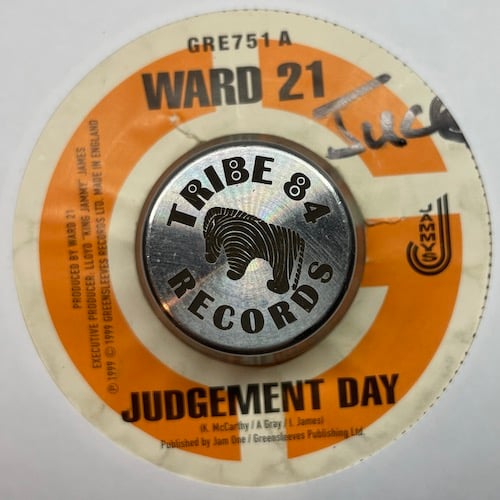 GRE751 A
WARD 21
TRIBE 84
RECORDS
JAMMYS
PRODUCED BY WARD 21
EXECUTIVE PRODUCER: LLOYD "KING JAMMY" JAMES
℗ 1999 © 1999 GREENSLEEVES RECORDS LTD. MADE IN ENGLAND
JUDGEMENT DAY
(K. McCarthy / A Gray / I. James)
Published by Jam One / Greensleeves Publishing Ltd.